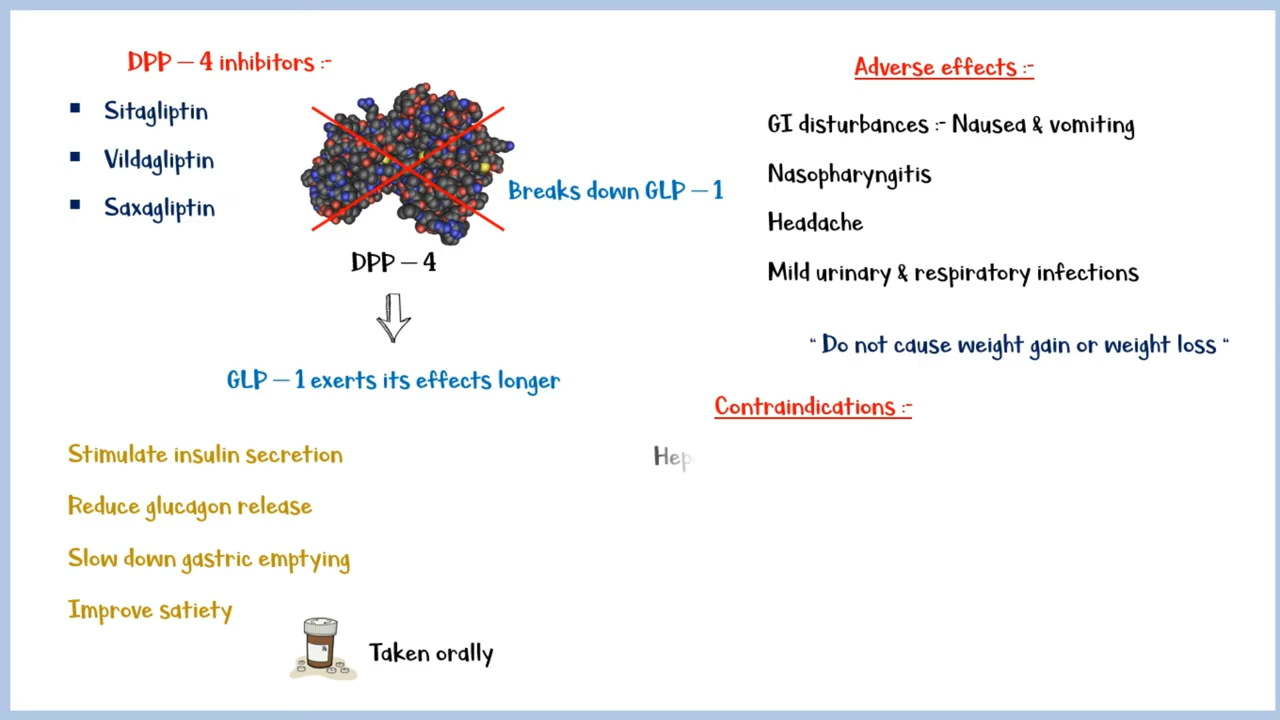 DPP – 4 inhibitors :-
Sitagliptin
Vildagliptin
Saxagliptin
Breaks down GLP – 1
DPP – 4
GLP – 1 exerts its effects longer
Stimulate insulin secretion
Reduce glucagon release
Slow down gastric emptying
Improve satiety
Taken orally
Adverse effects :-
GI disturbances :- Nausea & vomiting
Nasopharyngitis
Headache
Mild urinary & respiratory infections
" Do not cause weight gain or weight loss "
Contraindications :-
Hep